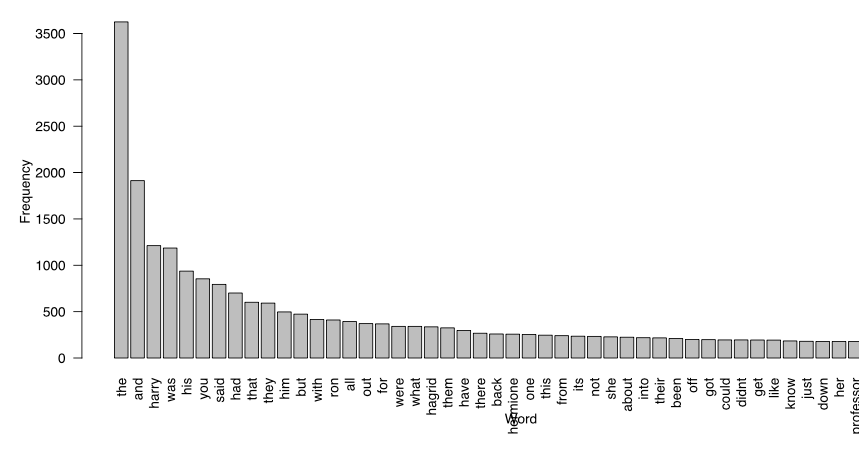 Frequency
3500
3000
2500
2000
1500
1000
500
0
the
and
harry
was
his
you
said
had
that
they
him
but
with
ron
all
out
for
were
what
hagrid
them
have
there
back
hermione
one
this
from
its
not
she
about
into
their
been
off
got
could
didnt
get
like
know
just
down
her
professor
Word